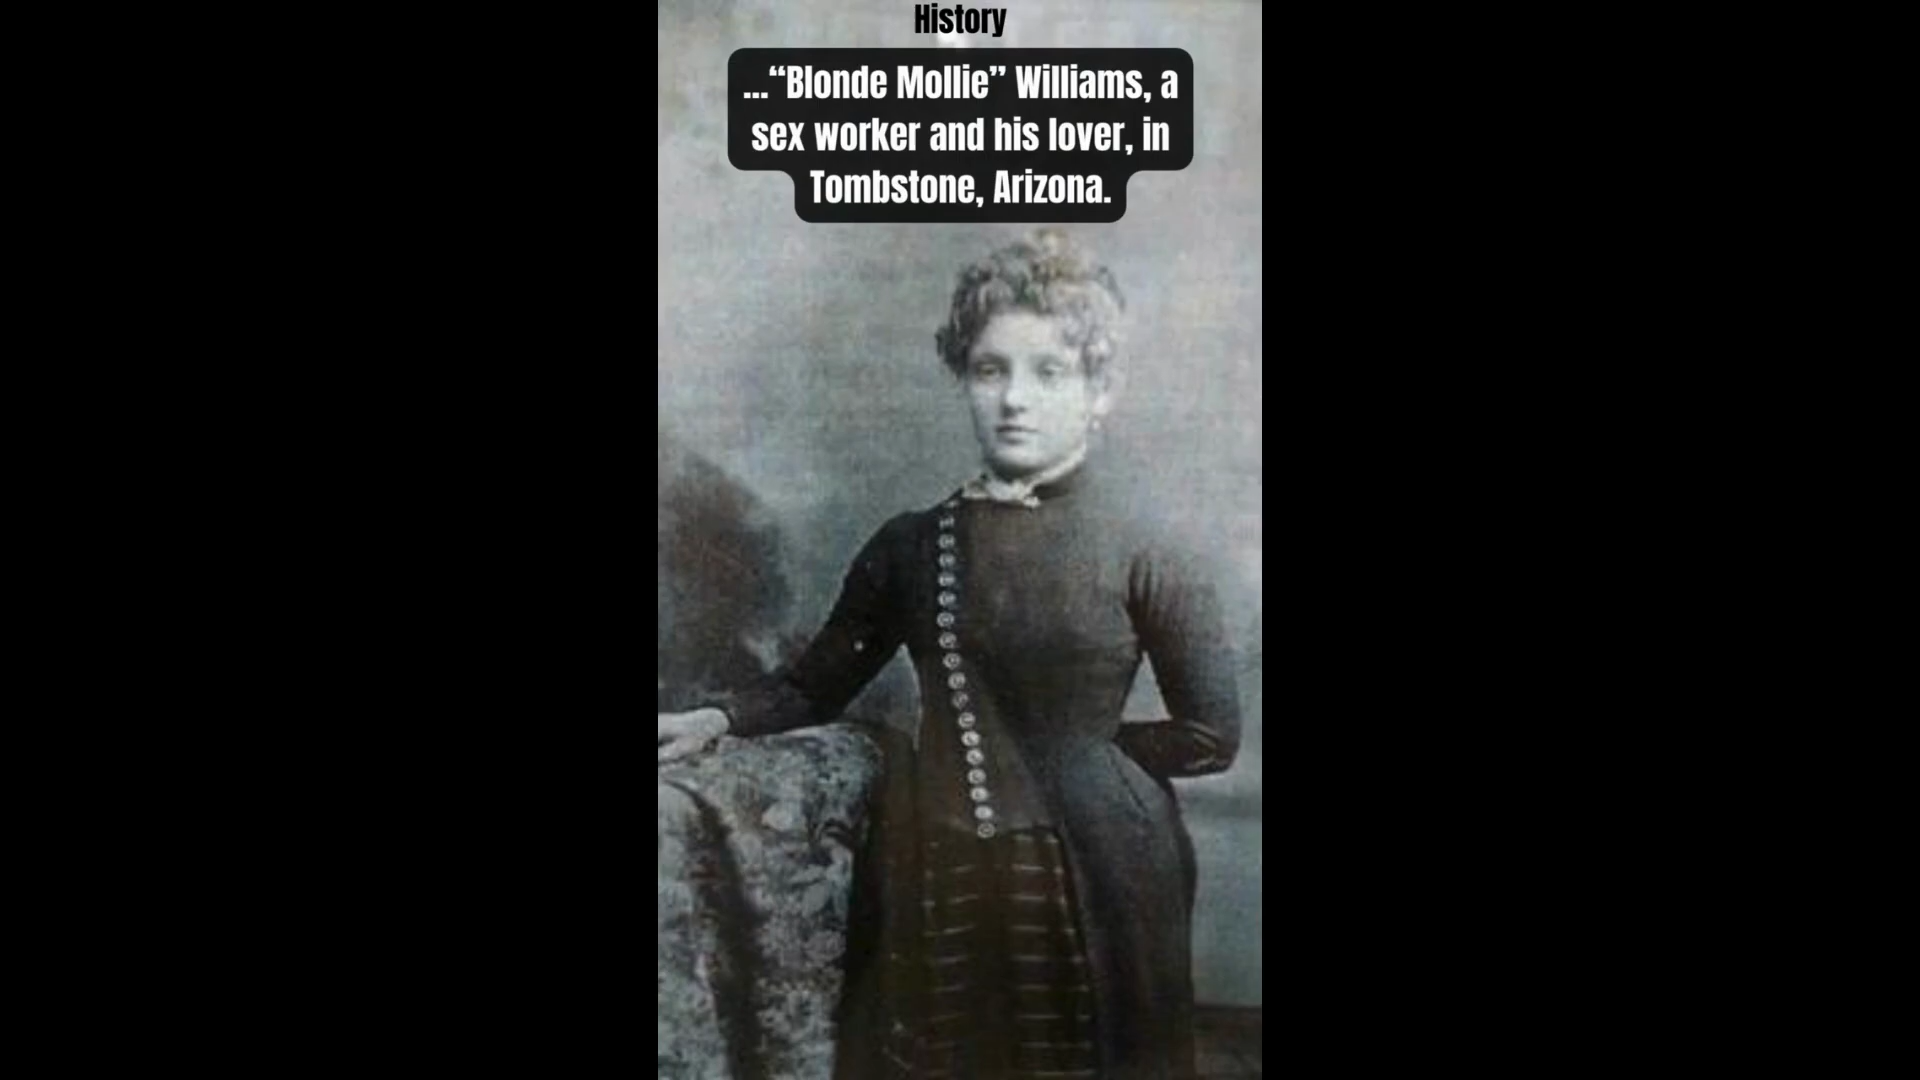 History
...“Blonde Mollie” Williams, a
sex worker and his lover, in
Tombstone, Arizona.